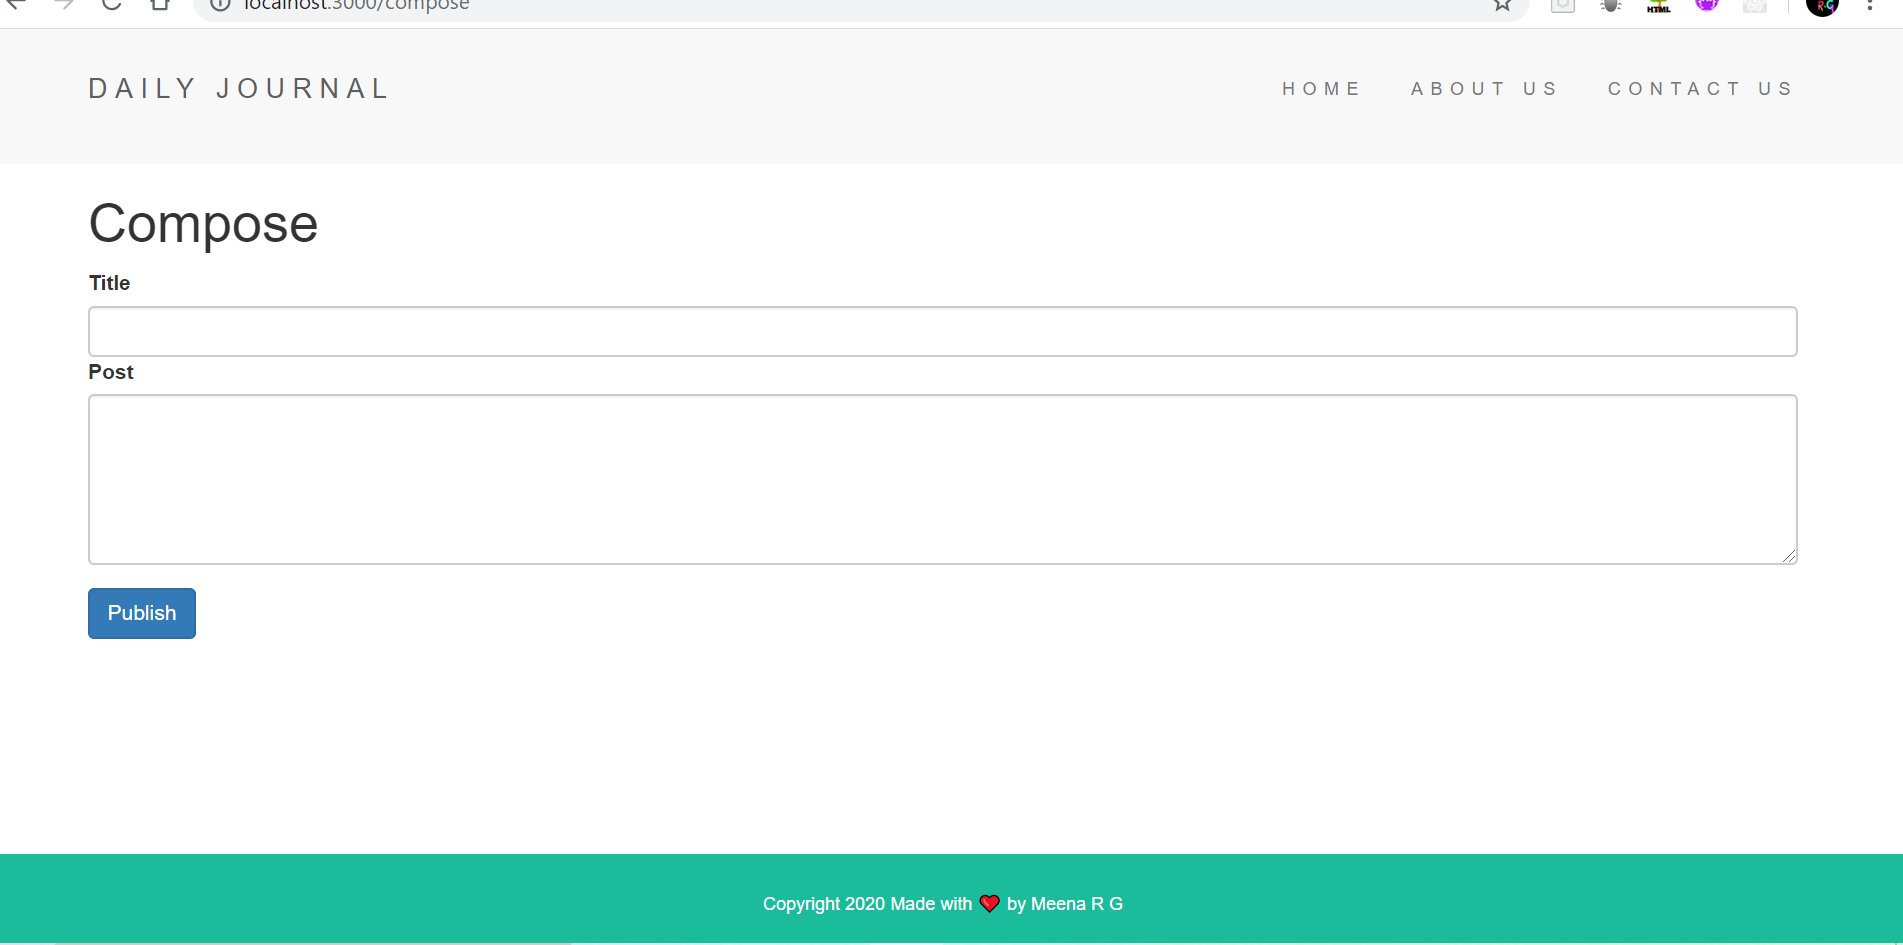 localhost:3000/compose
HTML
R-G
DAILY JOURNAL
HOME ABOUT US CONTACT US
Compose
Title
Post
Publish
Copyright 2020 Made with ❤ by Meena R G